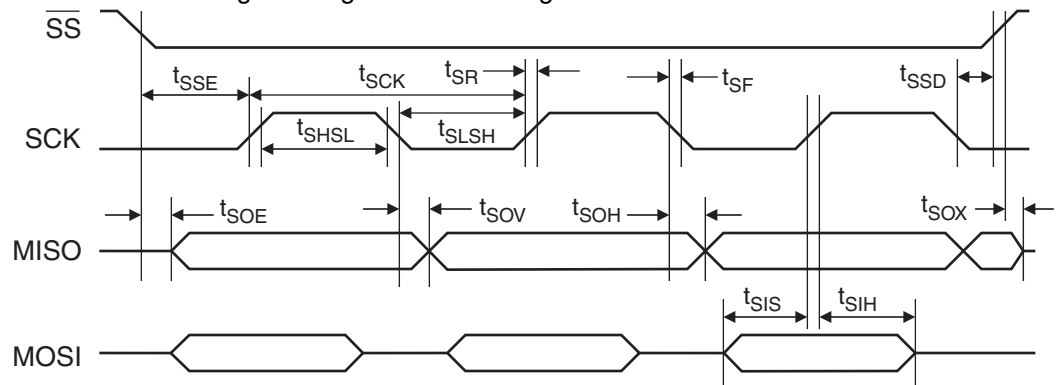 SS
tSSE
tSCK
tSR
tSF
tSSD
SCK
tSHSL
tSLSH
tSOE
tSOV
tSOH
tSOX
MISO
tSIS
tSIH
MOSI